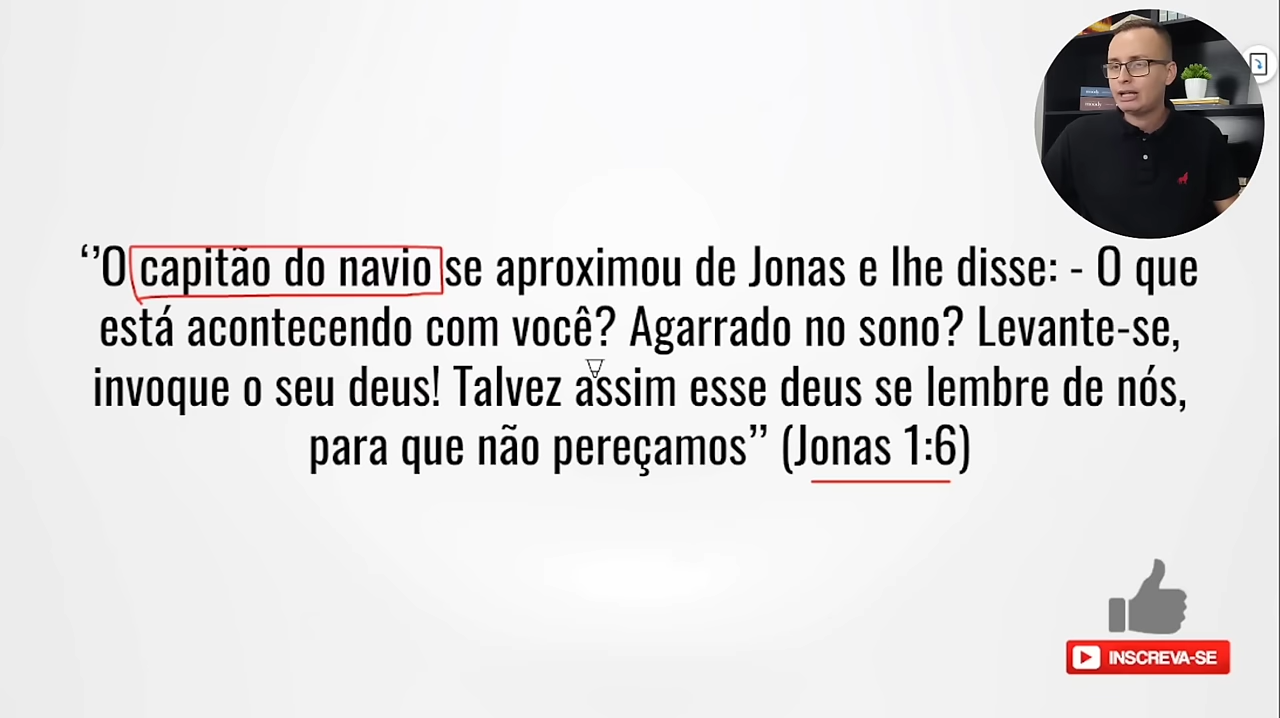 ‘’O capitão do navio se aproximou de Jonas e lhe disse: - O que
está acontecendo com você? Agarrado no sono? Levante-se,
invoque o seu deus! Talvez assim esse deus se lembre de nós,
para que não pereçamos’’ (Jonas 1:6)
INSCREVA-SE